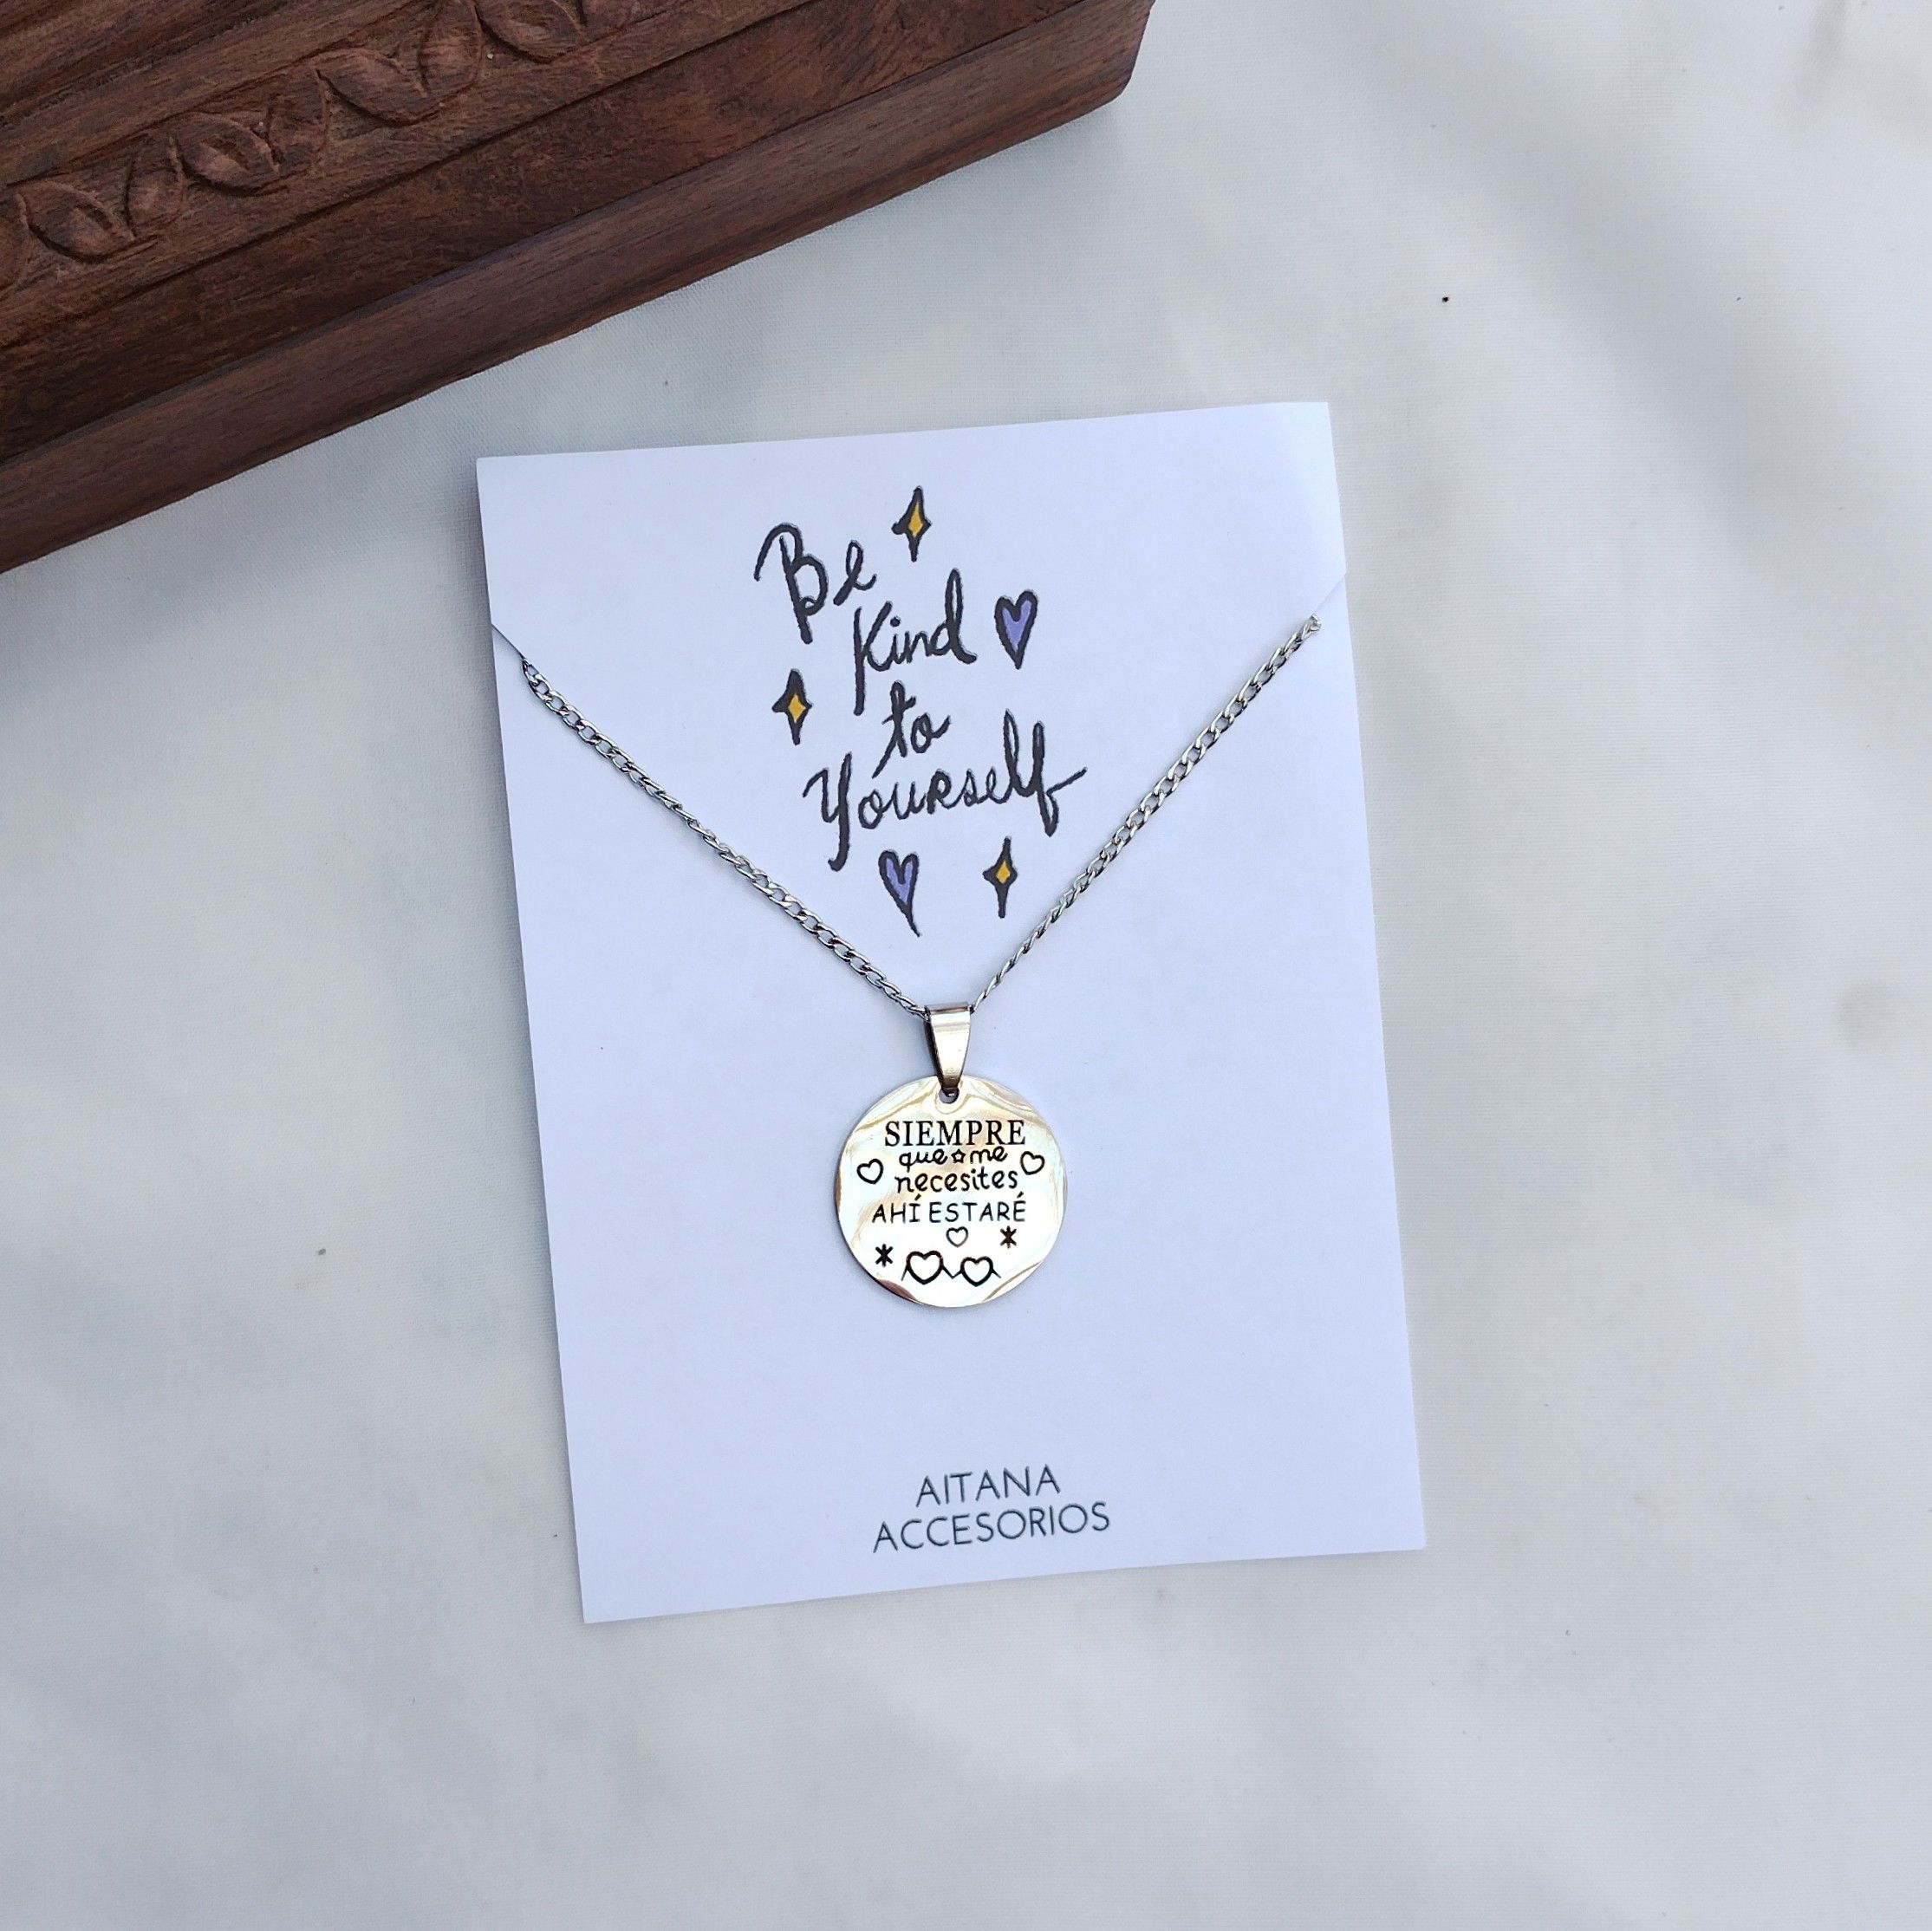 Be
Kind
to
Yourself
SIEMPRE
que me
necesites
AHÍ ESTARÉ
AITANA
ACCESORIOS